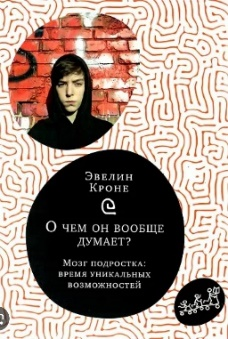 ЭВЕЛИН
КРОНЕ
О ЧЕМ ОН ВООБЩЕ
ДУМАЕТ?
МОЗГ ПОДРОСТКА:
ВРЕМЯ УНИКАЛЬНЫХ
ВОЗМОЖНОСТЕЙ